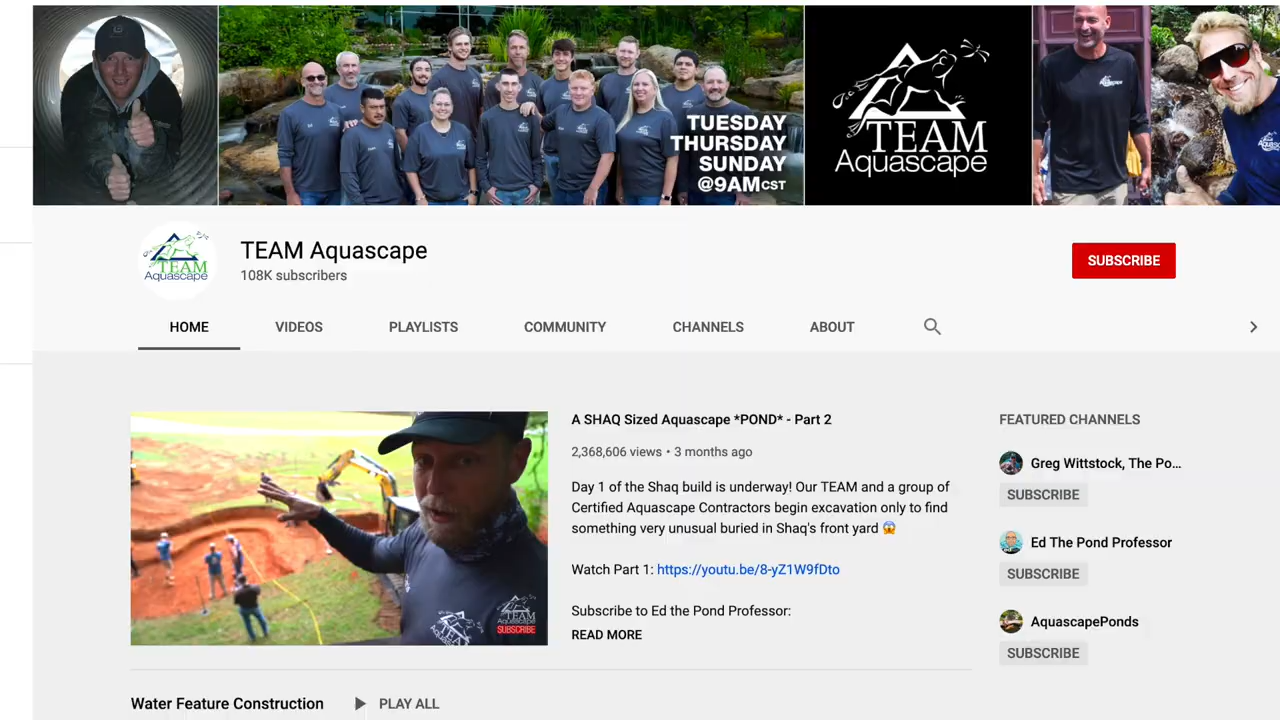 TUESDAY
THURSDAY
SUNDAY
@9AM CST
TEAM
Aquascape
TEAM
Aquascape
TEAM Aquascape
108K subscribers
SUBSCRIBE
HOME
VIDEOS
PLAYLISTS
COMMUNITY
CHANNELS
ABOUT
A SHAQ Sized Aquascape *POND* - Part 2
2,368,606 views • 3 months ago
Day 1 of the Shaq build is underway! Our TEAM and a group of
Certified Aquascape Contractors begin excavation only to find
something very unusual buried in Shaq's front yard 😱
Watch Part 1: https://youtu.be/8-yZ1W9fDto
Subscribe to Ed the Pond Professor:
READ MORE
TEAM
Aquascape
SUBSCRIBE
FEATURED CHANNELS
Greg Wittstock, The Po...
SUBSCRIBE
Ed The Pond Professor
SUBSCRIBE
AquascapePonds
SUBSCRIBE
Water Feature Construction
PLAY ALL